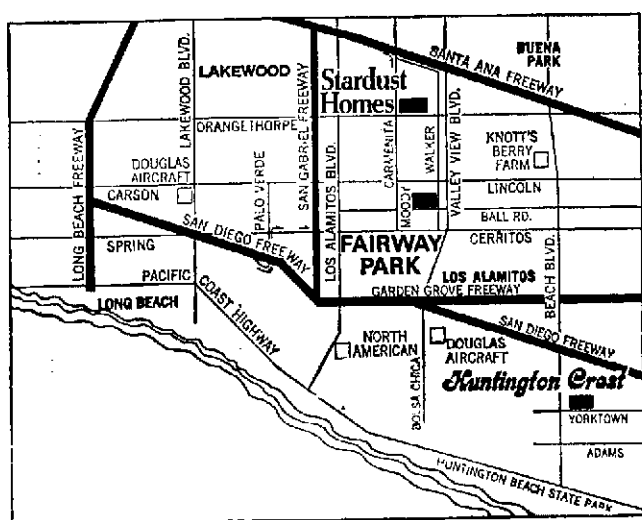 BUENA
PARK
SANTA ANA FREEWAY
LAKEWOOD BLVD.
LAKEWOOD
SAN GABRIEL FREEWAY
Stardust
Homes
ORANGETHORPE
LONG BEACH FREEWAY
DOUGLAS
AIRCRAFT
CARSON
PALO VERDE
LOS ALAMITOS BLVD.
CARMENITA
WALKER
MOODY
VALLEY VIEW BLVD.
KNOTT'S
BERRY
FARM
LINCOLN
BALL RD.
CERRITOS
SAN DIEGO FREEWAY
SPRING
FAIRWAY
PARK
PACIFIC
LOS ALAMITOS
GARDEN GROVE FREEWAY
BEACH BLVD.
LONG BEACH
COAST HIGHWAY
NORTH
AMERICAN
BOLSA CHICA
DOUGLAS
AIRCRAFT
SAN DIEGO FREEWAY
Huntington Crest
YORKTOWN
ADAMS
HUNTINGTON BEACH STATE PARK